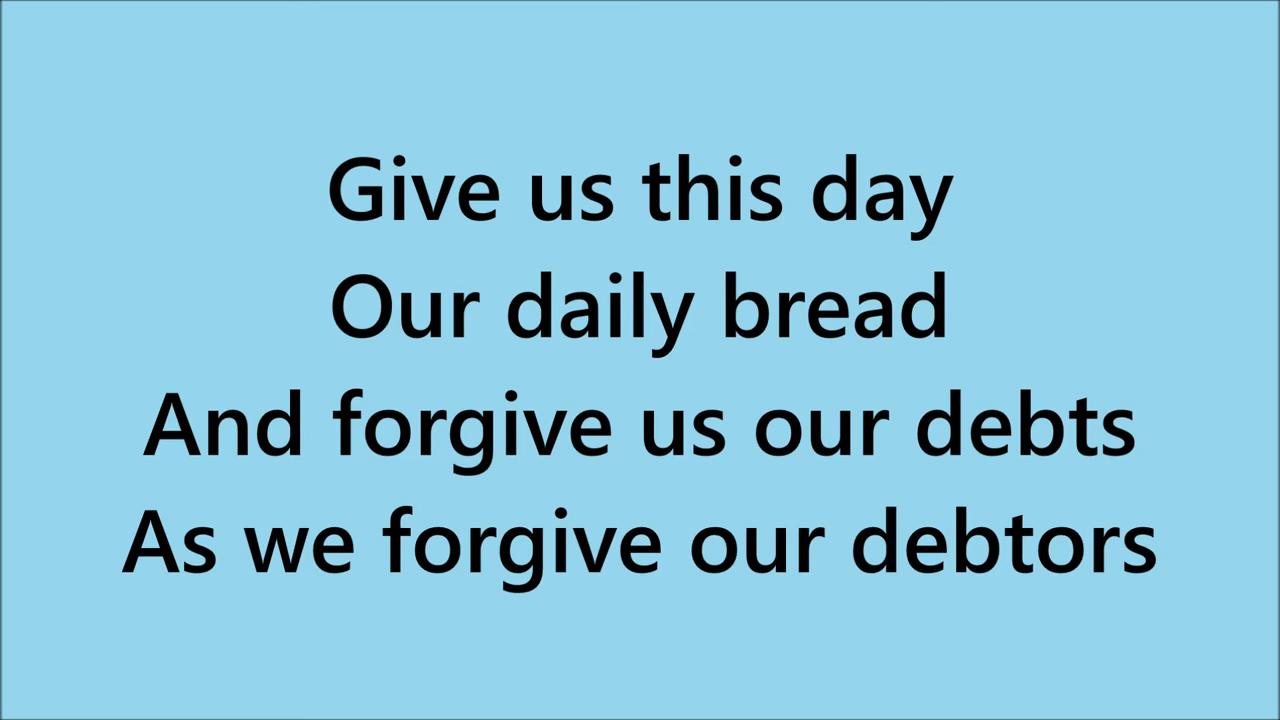 Give us this day
Our daily bread
And forgive us our debts
As we forgive our debtors